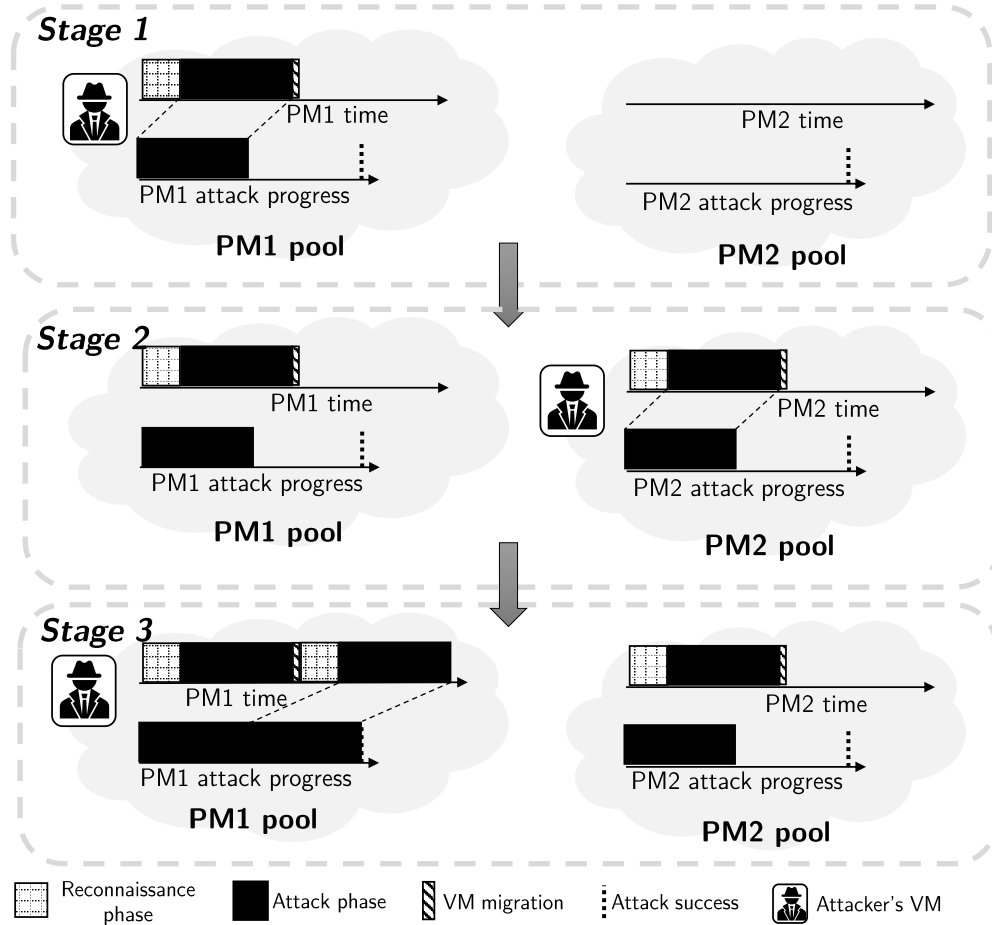 Stage 1
PM1 time
PM1 attack progress
PM1 pool
PM2 time
PM2 attack progress
PM2 pool
Stage 2
PM1 time
PM1 attack progress
PM1 pool
PM2 time
PM2 attack progress
PM2 pool
Stage 3
PM1 time
PM1 attack progress
PM1 pool
PM2 time
PM2 attack progress
PM2 pool
Reconnaissance
phase
Attack phase
VM migration
Attack success
Attacker's VM